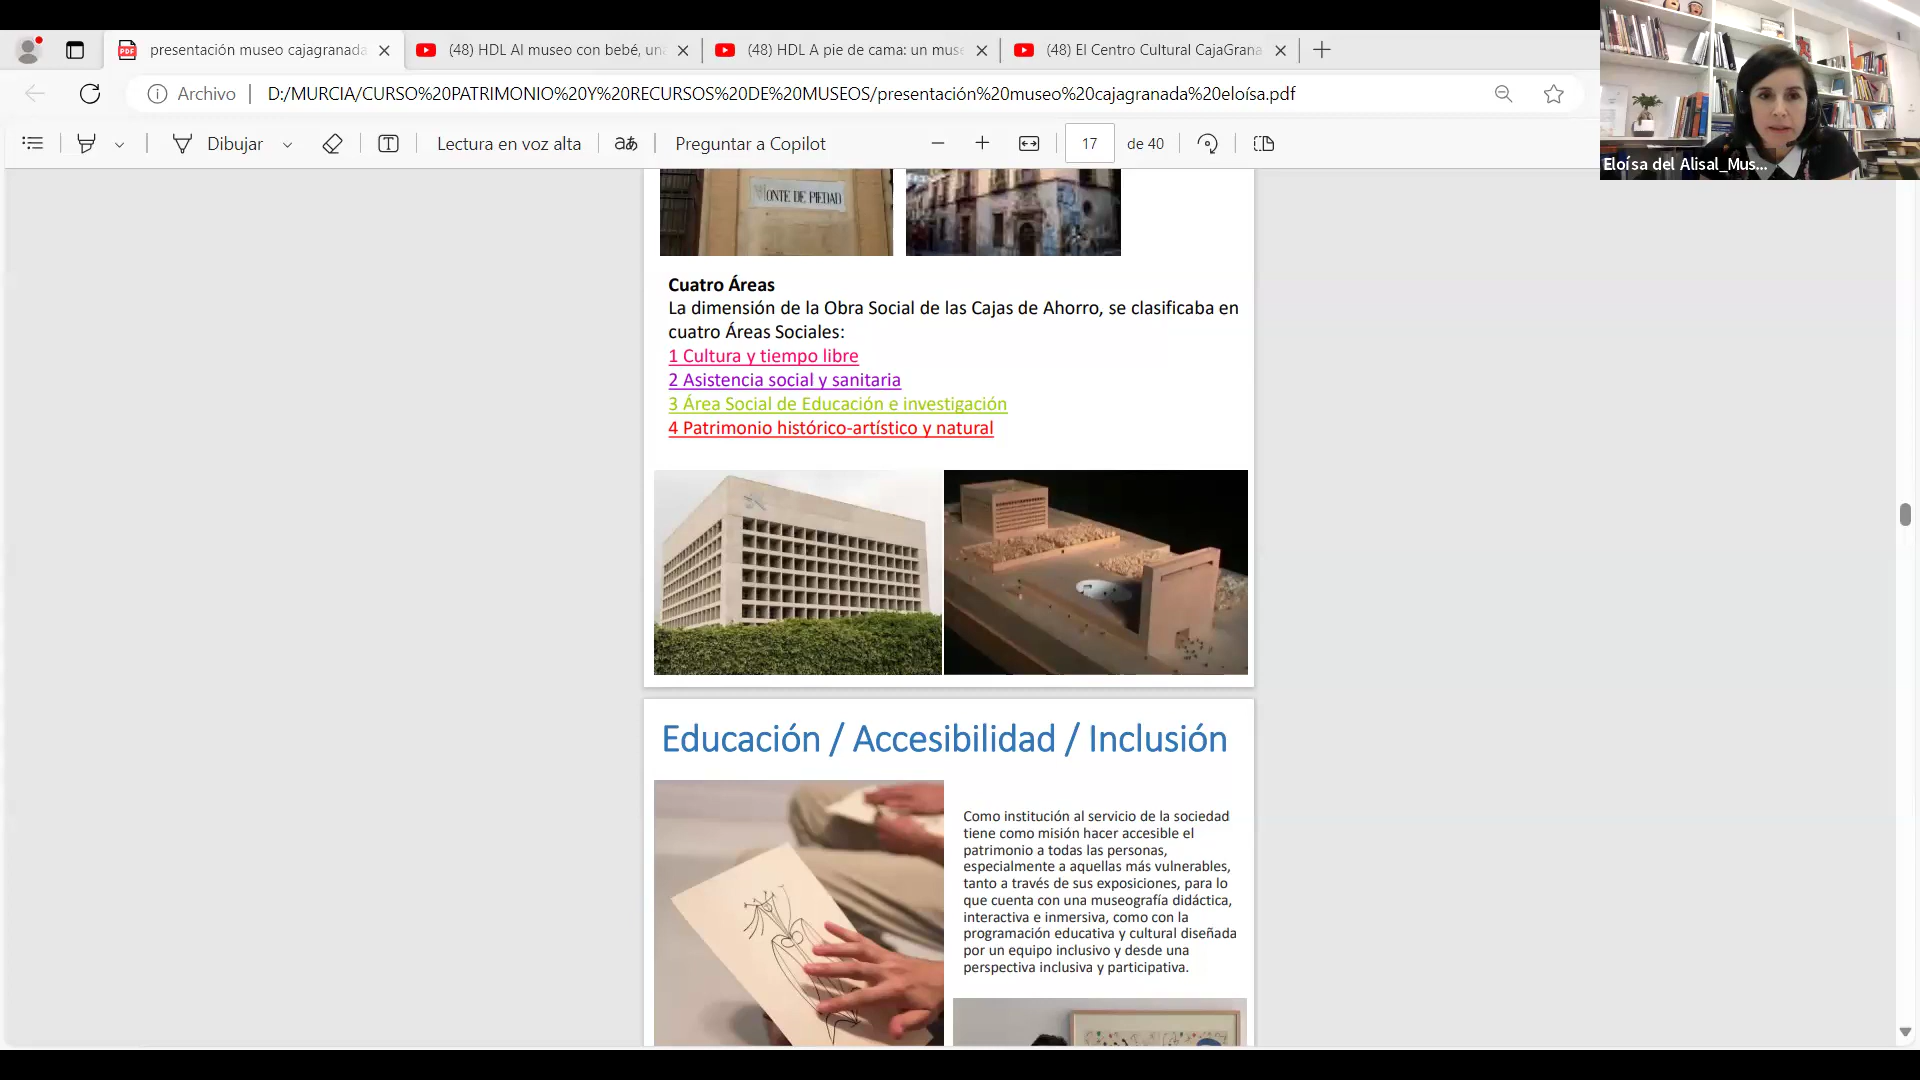 presentación museo cajagranada
(48) HDL Al museo con bebé, una
(48) HDL A pie de cama: un muse
(48) El Centro Cultural CajaGrana
Archivo
D:/MURCIA/CURSO%20PATRIMONIO%20Y%20RECURSOS%20DE%20MUSEOS/presentación%20museo%20cajagranada%20eloísa.pdf
Dibujar
Lectura en voz alta
aあ
Preguntar a Copilot
17
de 40
Eloísa del Alisal_Mus...
MONTE DE PIEDAD
Cuatro Áreas
La dimensión de la Obra Social de las Cajas de Ahorro, se clasificaba en
cuatro Áreas Sociales:
1 Cultura y tiempo libre
2 Asistencia social y sanitaria
3 Área Social de Educación e investigación
4 Patrimonio histórico-artístico y natural
Educación / Accesibilidad / Inclusión
Como institución al servicio de la sociedad
tiene como misión hacer accesible el
patrimonio a todas las personas,
especialmente a aquellas más vulnerables,
tanto a través de sus exposiciones, para lo
que cuenta con una museografía didáctica,
interactiva e inmersiva, como con la
programación educativa y cultural diseñada
por un equipo inclusivo y desde una
perspectiva inclusiva y participativa.